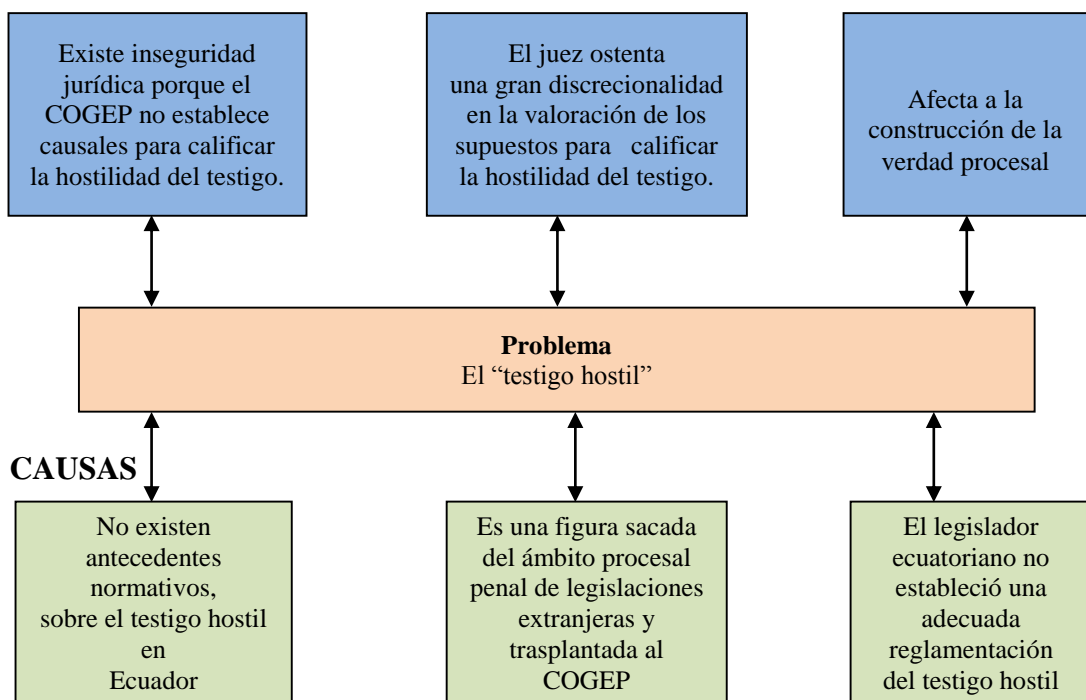 Existe inseguridad
jurídica porque el
COGEP no establece
causales para calificar
la hostilidad del testigo.
El juez ostenta
una gran discrecionalidad
en la valoración de los
supuestos para calificar
la hostilidad del testigo.
Afecta a la
construcción de la
verdad procesal
Problema
El “testigo hostil”
CAUSAS
No existen
antecedentes
normativos,
sobre el testigo hostil
en
Ecuador
Es una figura sacada
del ámbito procesal
penal de legislaciones
extranjeras y
trasplantada al
COGEP
El legislador
ecuatoriano no
estableció una
adecuada
reglamentación
del testigo hostil